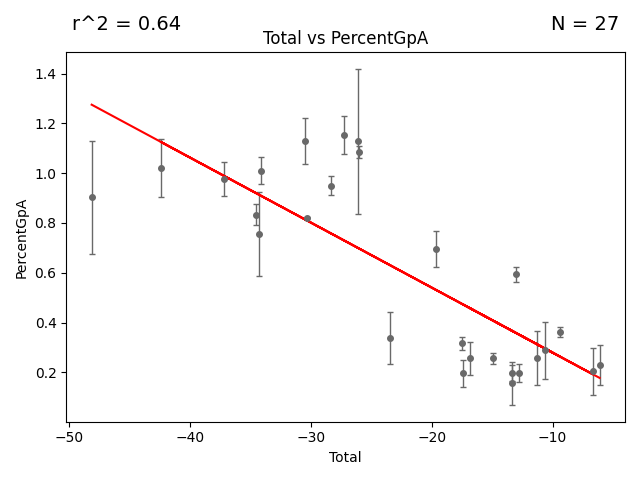 r^2 = 0.64
N = 27
Total vs PercentGpA
1.4
1.2
1.0
0.8
0.6
0.4
0.2
PercentGpA
−50
−40
−30
−20
−10
Total